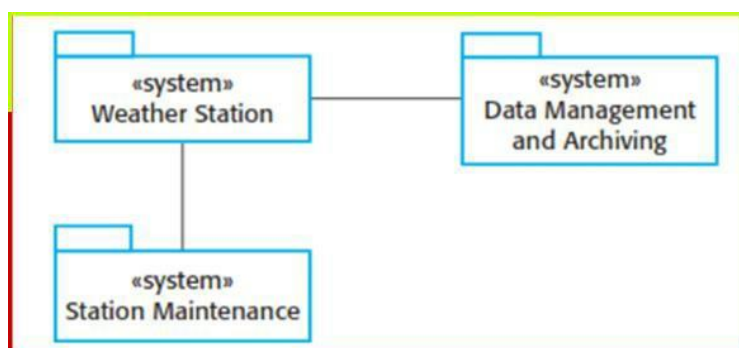 «system»
Weather Station
«system»
Data Management
and Archiving
«system»
Station Maintenance